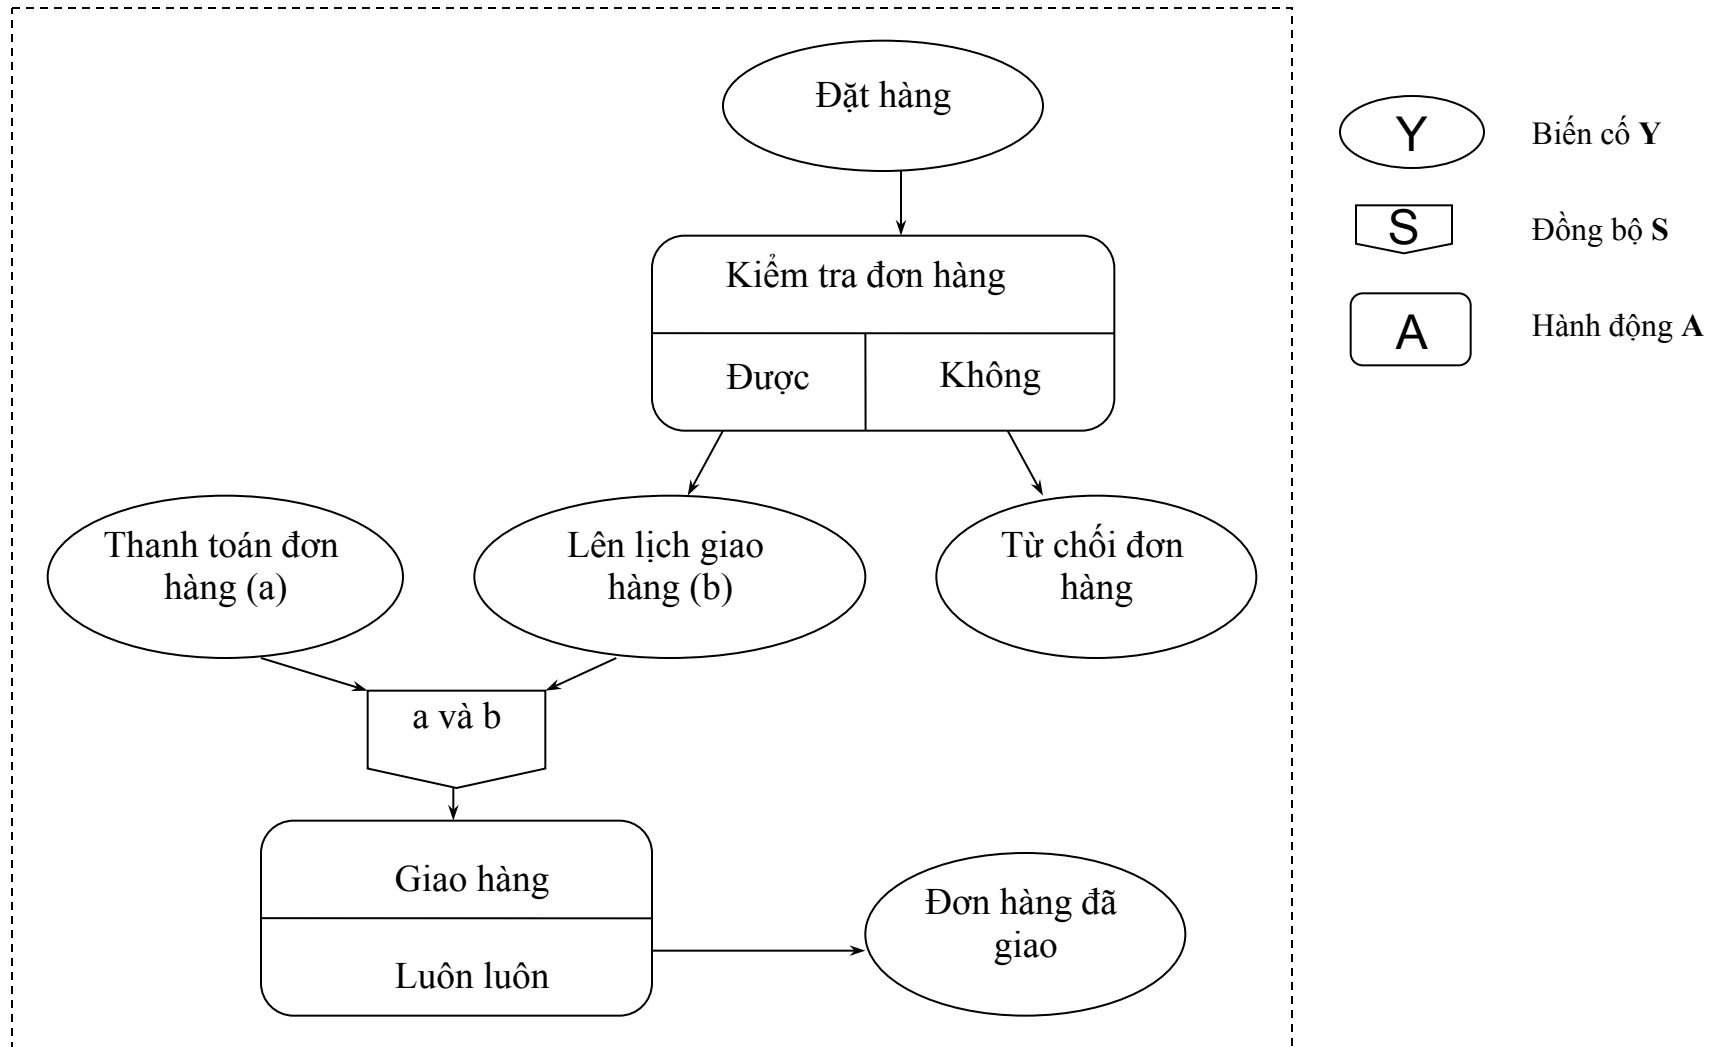 Đặt hàng
Kiểm tra đơn hàng
Được
Không
Thanh toán đơn
hàng (a)
Lên lịch giao
hàng (b)
Từ chối đơn
hàng
a và b
Giao hàng
Luôn luôn
Đơn hàng đã
giao
Y
Biến cố Y
S
Đồng bộ S
A
Hành động A